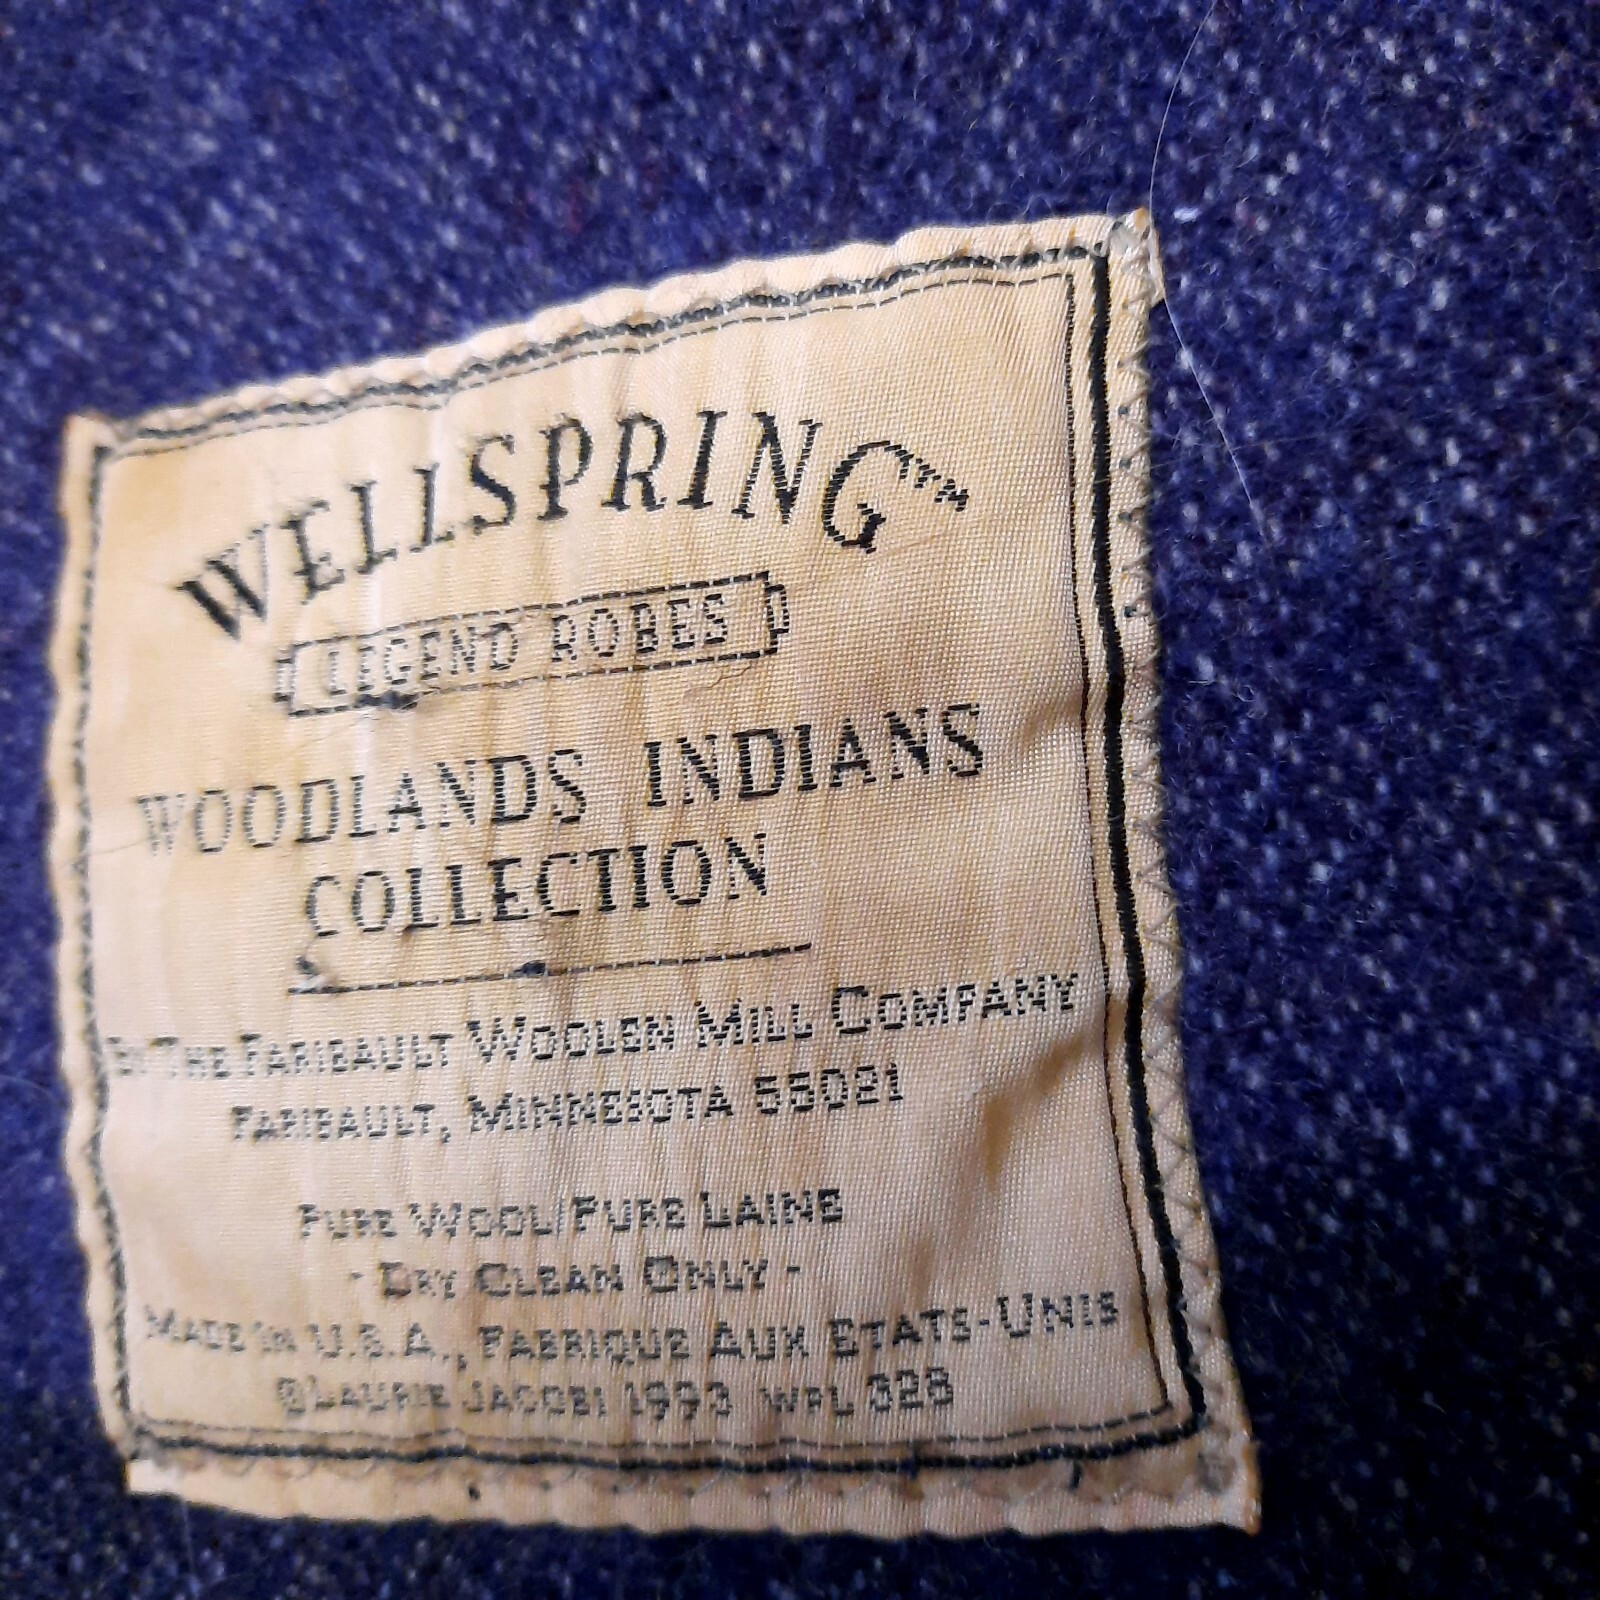 WELLSPRING™
LEGEND ROBES
WOODLANDS INDIANS
COLLECTION
BY THE FARIBAULT WOOLEN MILL COMPANY
FARIBAULT, MINNESOTA 55021
PURE WOOL/PURE LAINE
- DRY CLEAN ONLY -
MADE IN U.S.A., FABRIQUE AUX ETATS-UNIS
©LAURIE JACOBI 1993 WPL 328